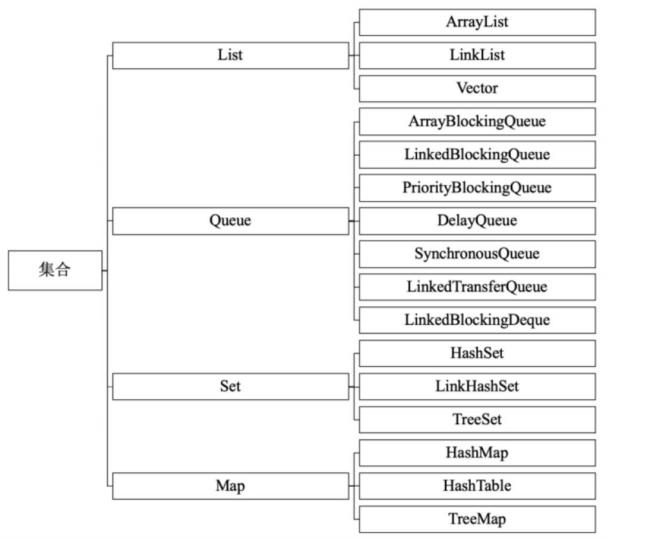 集合
List
ArrayList
LinkList
Vector
Queue
ArrayBlockingQueue
LinkedBlockingQueue
PriorityBlockingQueue
DelayQueue
SynchronousQueue
LinkedTransferQueue
LinkedBlockingDeque
Set
HashSet
LinkHashSet
TreeSet
Map
HashMap
HashTable
TreeMap